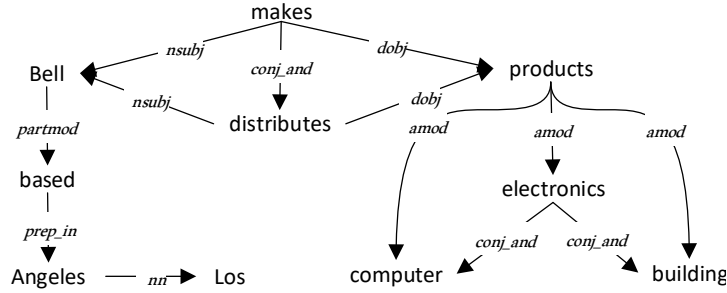 makes
nsubj dobj
Bell conj_and products
nsubj dobj
distributes
partmod amod amod amod
based electronics
prep_in conj_and conj_and
Angeles nn Los computer building